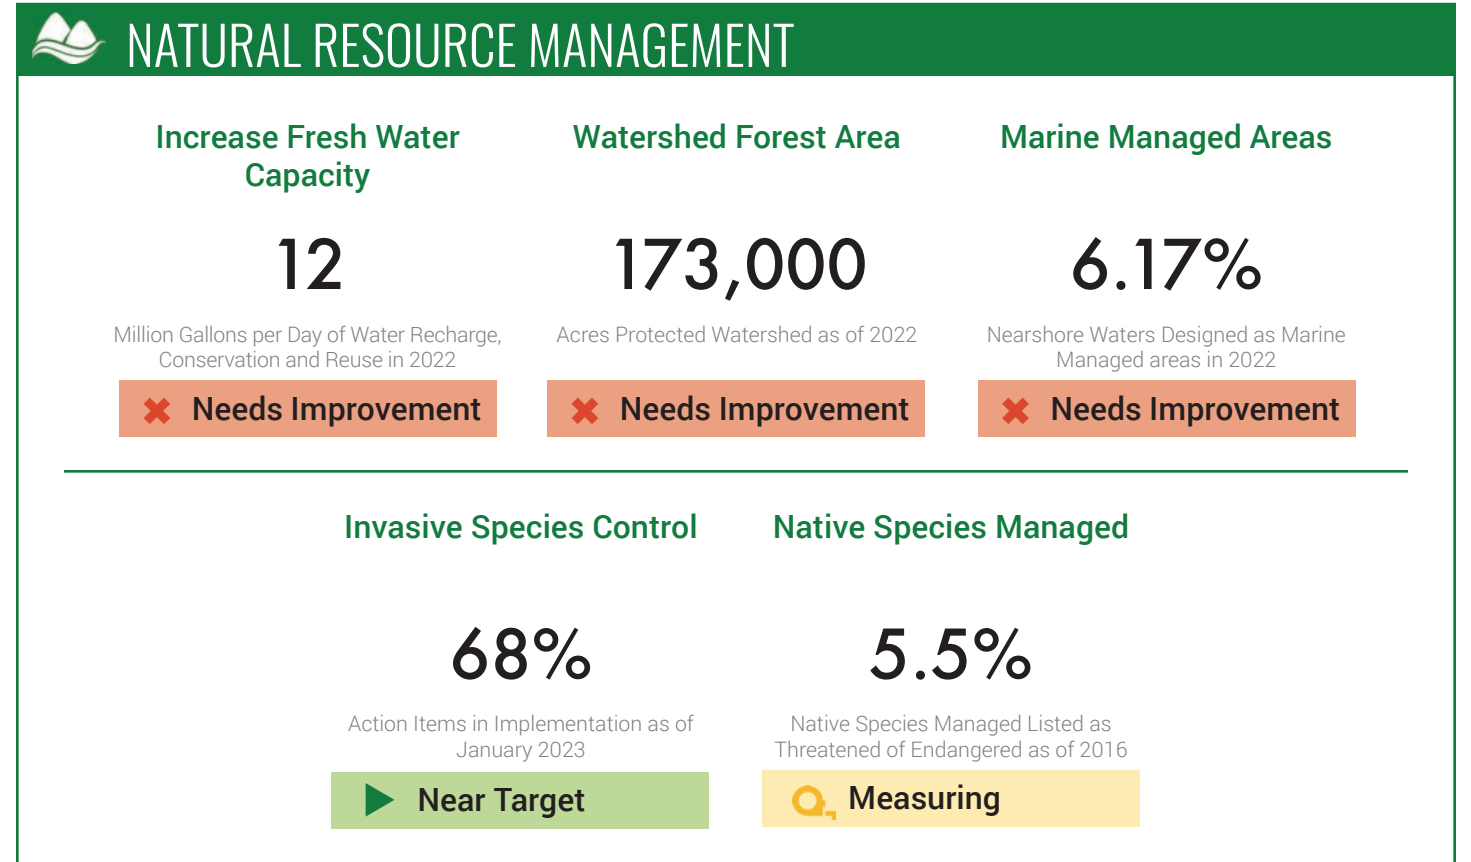 NATURAL RESOURCE MANAGEMENT
Increase Fresh Water
Capacity
12
Million Gallons per Day of Water Recharge,
Conservation and Reuse in 2022
Needs Improvement
Watershed Forest Area
173,000
Acres Protected Watershed as of 2022
Needs Improvement
Marine Managed Areas
6.17%
Nearshore Waters Designed as Marine
Managed areas in 2022
Needs Improvement
Invasive Species Control
68%
Action Items in Implementation as of
January 2023
Near Target
Native Species Managed
5.5%
Native Species Managed Listed as
Threatened of Endangered as of 2016
Measuring